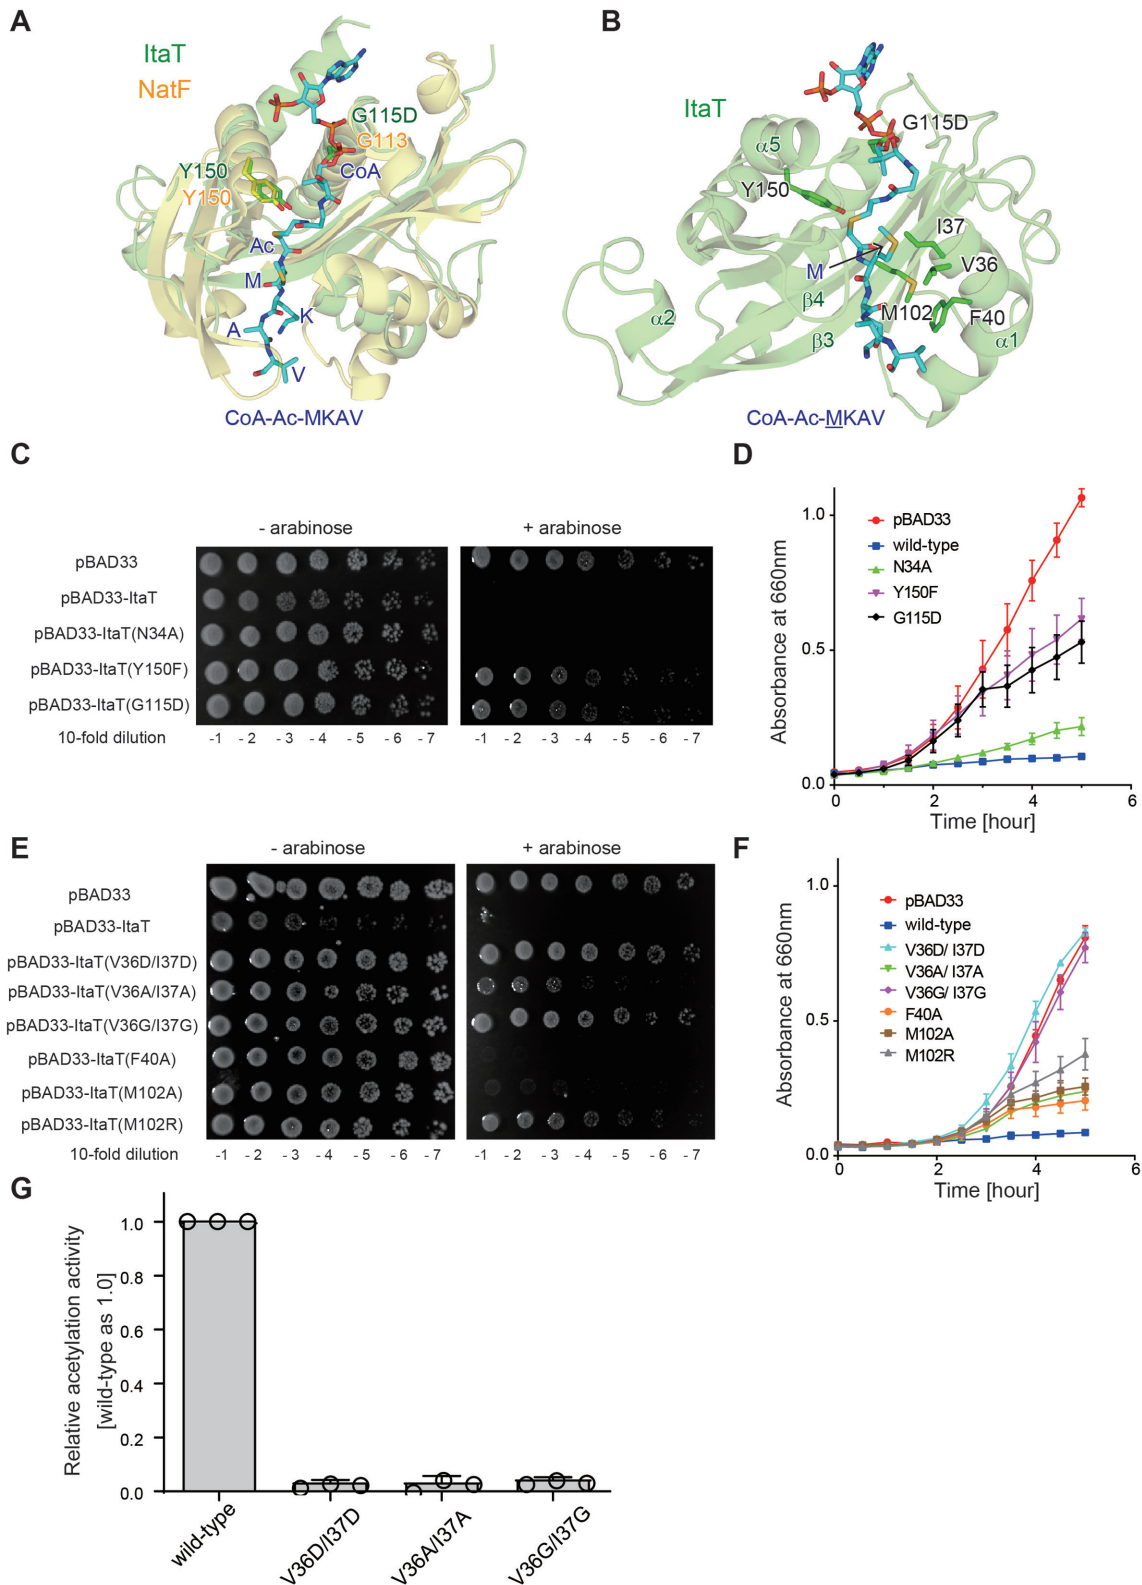 A
ItaT
NatF
G115D
G113
CoA
Y150
Y150
Ac
M
K
A
V
CoA-Ac-MKAV
B
ItaT
G115D
α5
Y150
I37
M
V36
β4
M102
F40
α2
β3
α1
CoA-Ac-MKAV
C
- arabinose
+ arabinose
pBAD33
pBAD33-ItaT
pBAD33-ItaT(N34A)
pBAD33-ItaT(Y150F)
pBAD33-ItaT(G115D)
10-fold dilution
-1 -2 -3 -4 -5 -6 -7
-1 -2 -3 -4 -5 -6 -7
D
Absorbance at 660nm
1.0
0.5
0.0
pBAD33
wild-type
N34A
Y150F
G115D
0 2 4 6
Time [hour]
E
- arabinose
+ arabinose
pBAD33
pBAD33-ItaT
pBAD33-ItaT(V36D/I37D)
pBAD33-ItaT(V36A/I37A)
pBAD33-ItaT(V36G/I37G)
pBAD33-ItaT(F40A)
pBAD33-ItaT(M102A)
pBAD33-ItaT(M102R)
10-fold dilution
-1 -2 -3 -4 -5 -6 -7
-1 -2 -3 -4 -5 -6 -7
F
Absorbance at 660nm
1.0
0.5
0.0
pBAD33
wild-type
V36D/ I37D
V36A/ I37A
V36G/ I37G
F40A
M102A
M102R
0 2 4 6
Time [hour]
G
Relative acetylation activity
[wild-type as 1.0]
1.0
0.8
0.6
0.4
0.2
0.0
wild-type
V36D/I37D
V36A/I37A
V36G/I37G